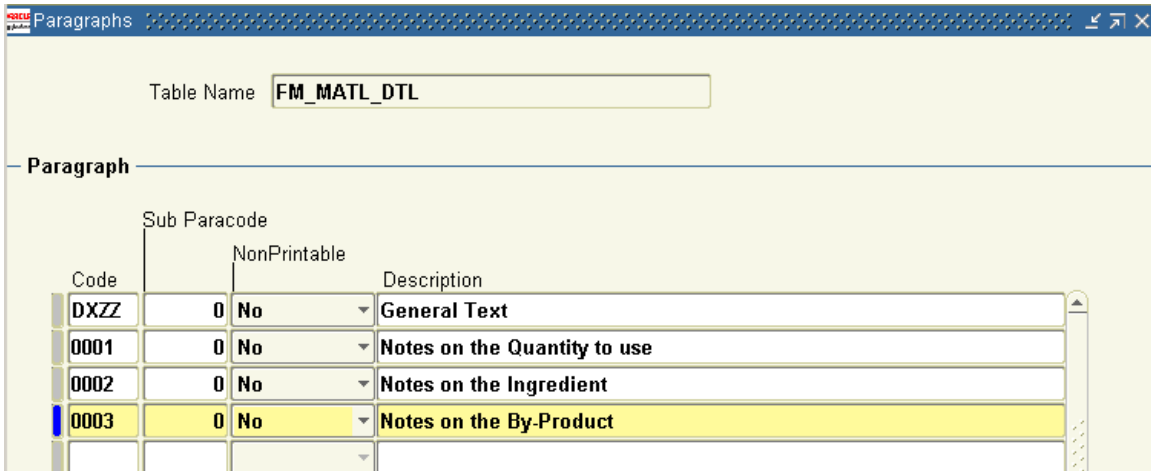 Paragraphs
Table Name FM_MATL_DTL
Paragraph
Sub Paracode
NonPrintable
Code Description
DXZZ 0 No General Text
0001 0 No Notes on the Quantity to use
0002 0 No Notes on the Ingredient
0003 0 No Notes on the By-Product